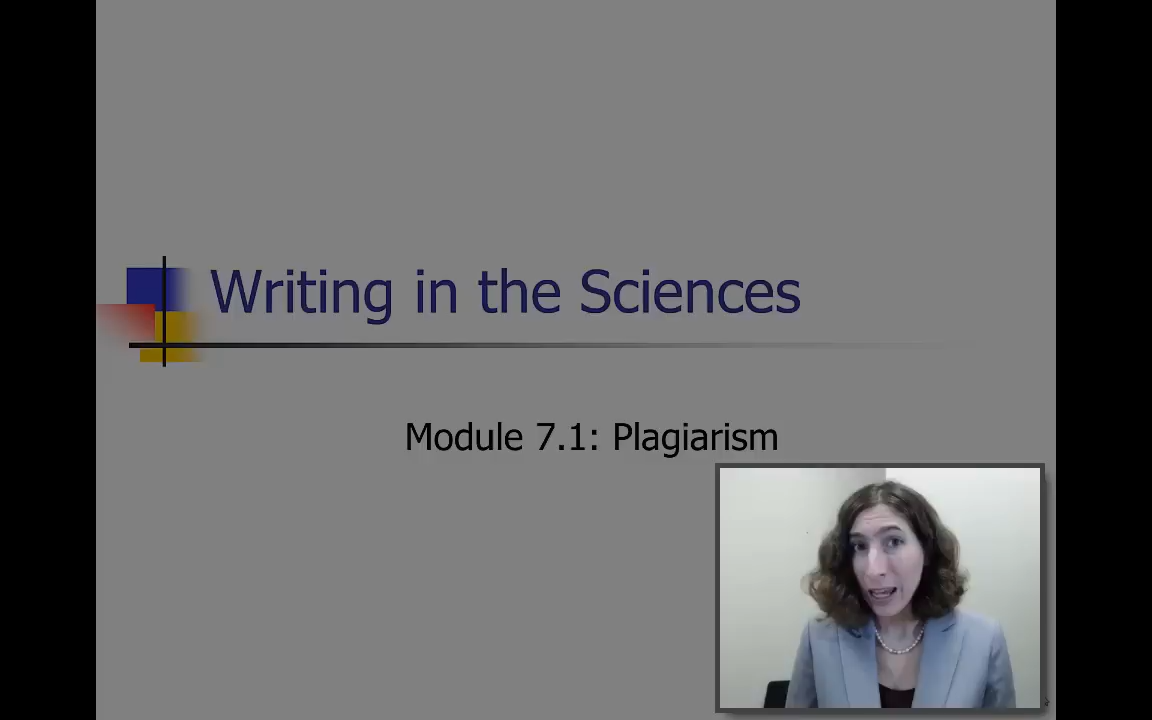 Writing in the Sciences
Module 7.1: Plagiarism